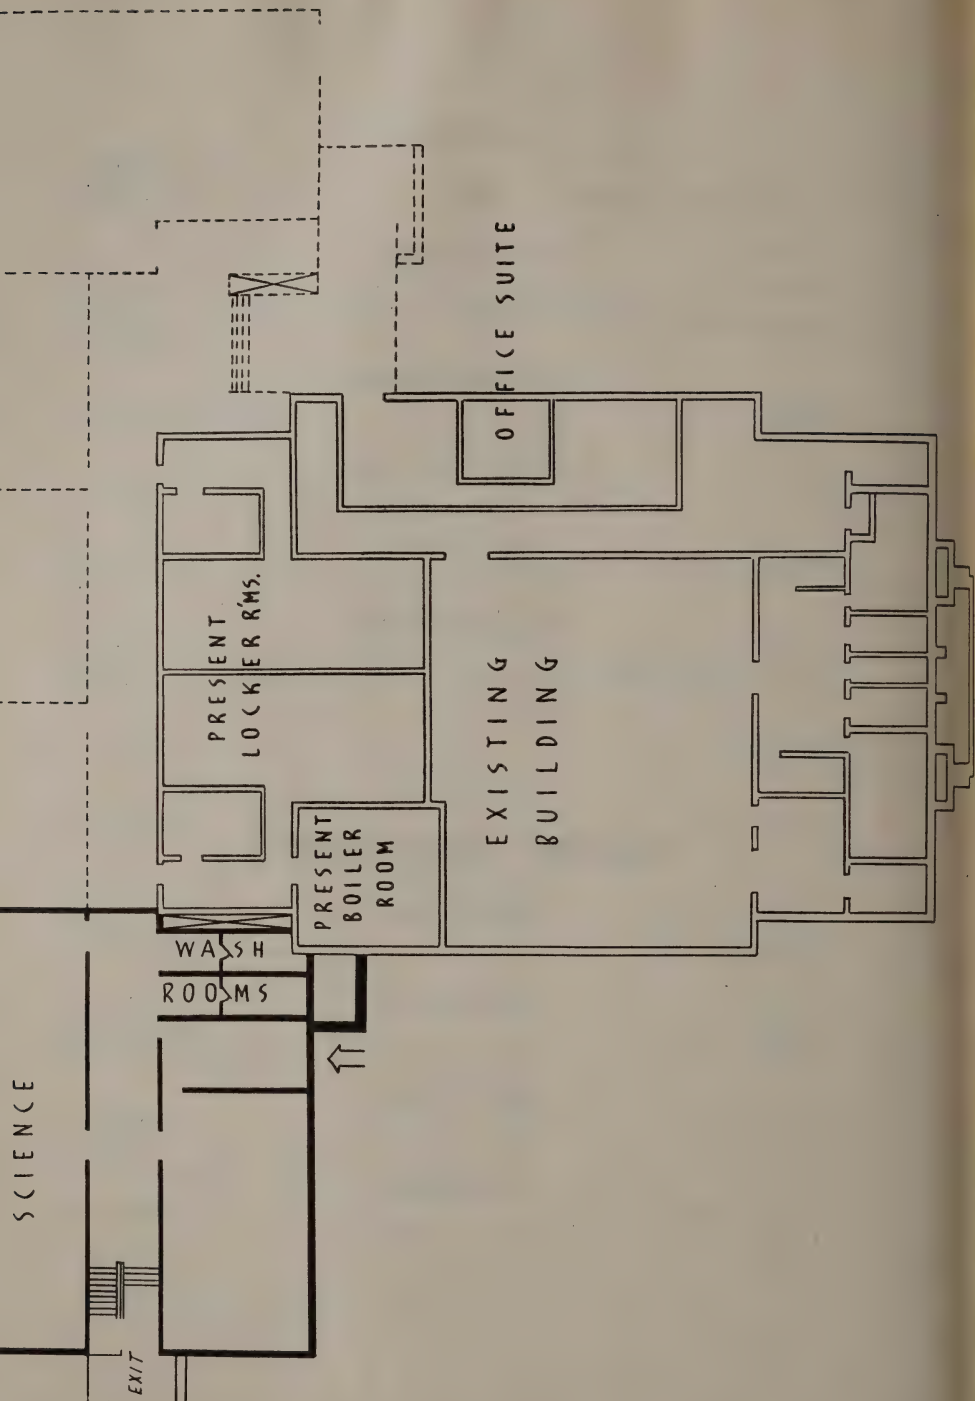 OFFICE SUITE
PRESENT
LOCKER R'MS.
EXISTING
BUILDING
PRESENT
BOILER
ROOM
WASH
ROOMS
SCIENCE
EXIT